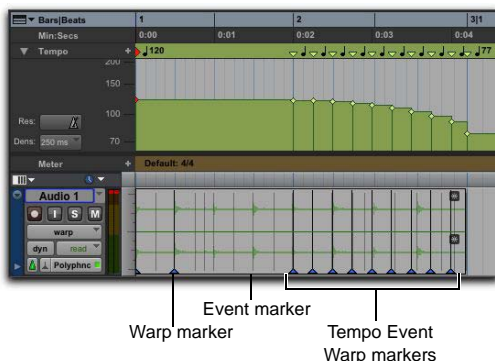 Bars|Beats 1 2 3|1
Min:Secs 0:00 0:01 0:02 0:03 0:04
Tempo + 120 77
200
150
Res:
100
Dens: 250 ms 70
Meter + Default: 4/4
Audio 1
I S M
warp
dyn read
Polyphnc
Event marker
Warp marker
Tempo Event
Warp markers